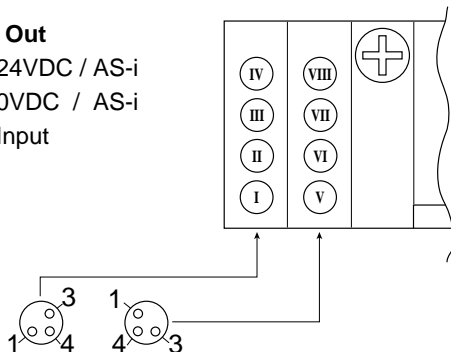 Out
24VDC / AS-i
0VDC / AS-i
Input
IV VIII
III VII
II VI
I V
3 1
1 4 4 3